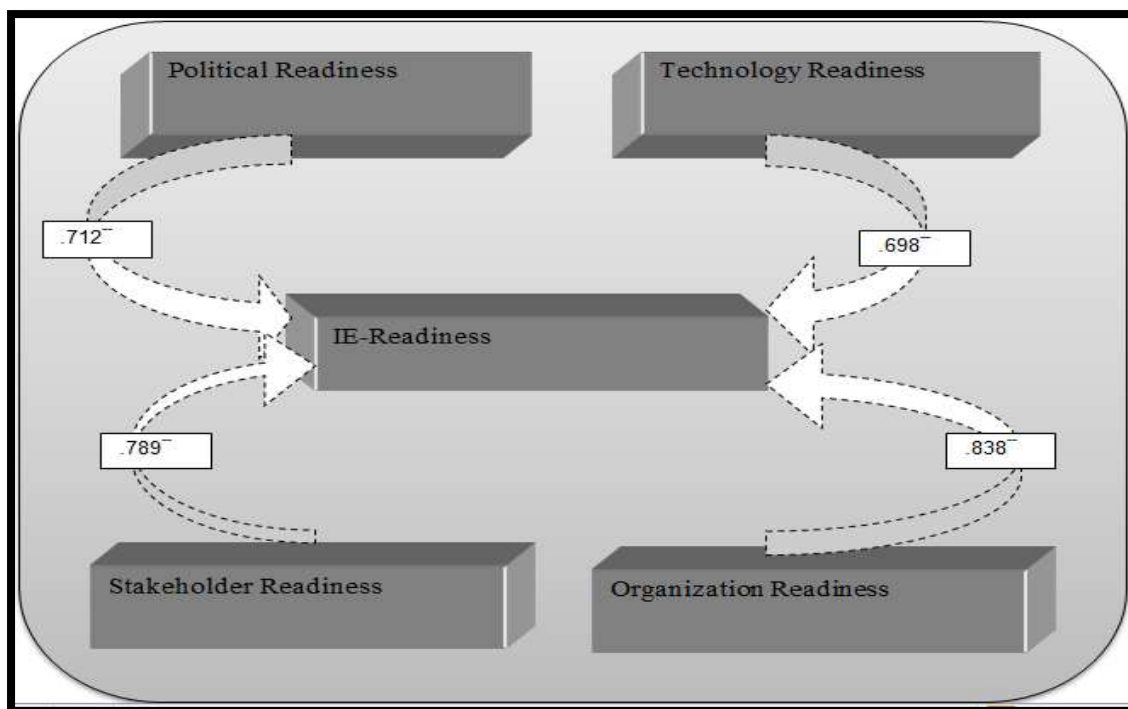 Political Readiness
Technology Readiness
.712
.698
IE-Readiness
.789
.838
Stakeholder Readiness
Organization Readiness